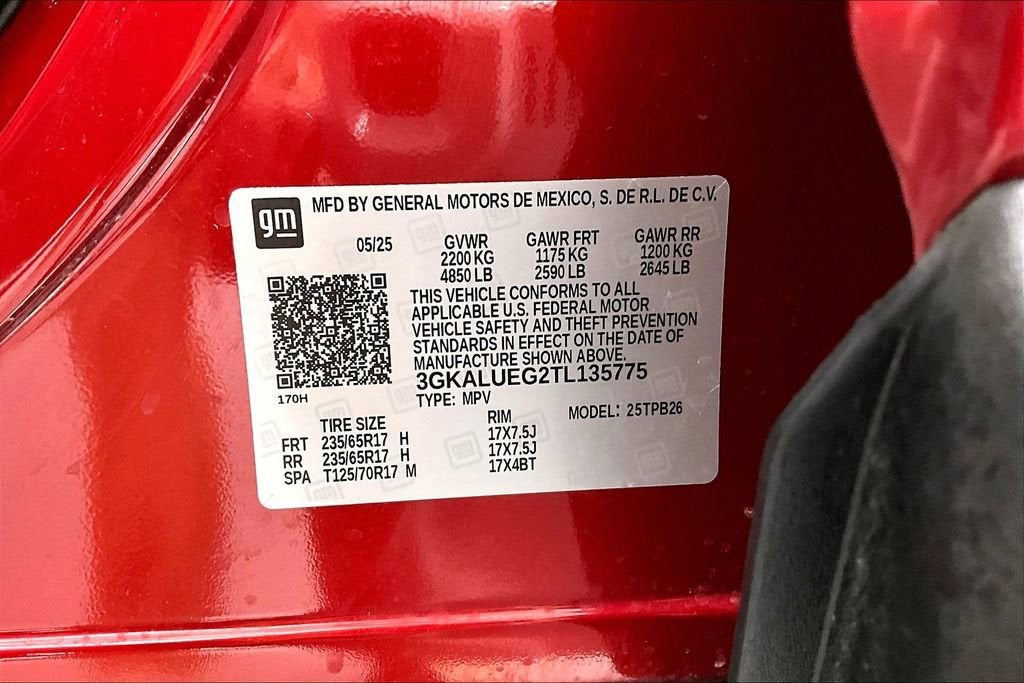 gm MFD BY GENERAL MOTORS DE MEXICO, S. DE R.L. DE C.V.
05/25 GVWR GAWR FRT GAWR RR
2200 KG 1175 KG 1200 KG
4850 LB 2590 LB 2645 LB
THIS VEHICLE CONFORMS TO ALL
APPLICABLE U.S. FEDERAL MOTOR
VEHICLE SAFETY AND THEFT PREVENTION
STANDARDS IN EFFECT ON THE DATE OF
MANUFACTURE SHOWN ABOVE.
3GKALUEG2TL135775
170H
TYPE: MPV
MODEL: 25TPB26
TIRE SIZE RIM
FRT 235/65R17 H 17X7.5J
RR 235/65R17 H 17X7.5J
SPA T125/70R17 M 17X4BT